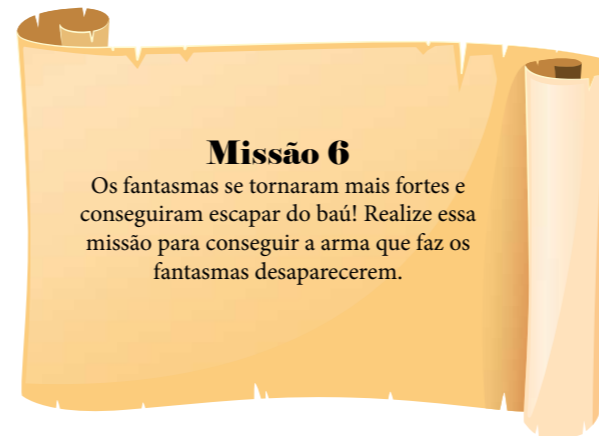 Missão 6
Os fantasmas se tornaram mais fortes e
conseguiram escapar do baú! Realize essa
missão para conseguir a arma que faz os
fantasmas desaparecerem.